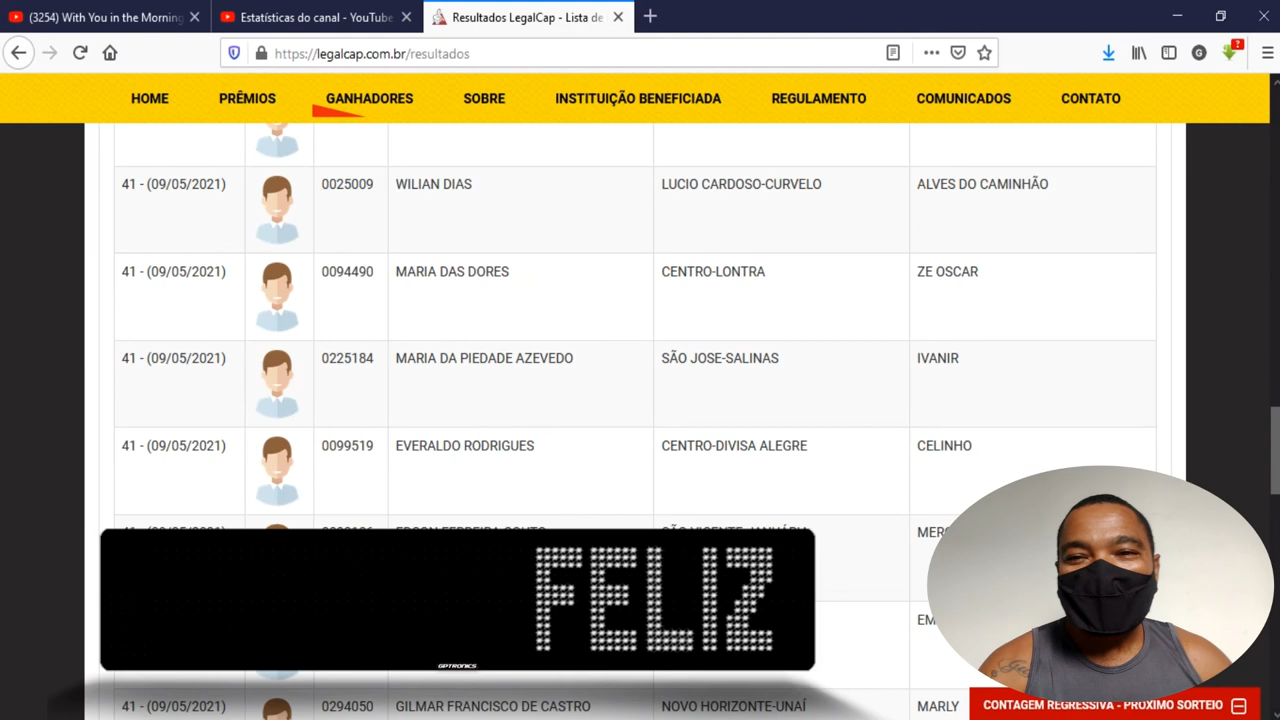 (3254) With You in the Morning
Estatísticas do canal - YouTube
Resultados LegalCap - Lista de
https://legalcap.com.br/resultados
HOME PRÊMIOS GANHADORES SOBRE INSTITUIÇÃO BENEFICIADA REGULAMENTO COMUNICADOS CONTATO
41 - (09/05/2021) 0025009 WILIAN DIAS LUCIO CARDOSO-CURVELO ALVES DO CAMINHÃO
41 - (09/05/2021) 0094490 MARIA DAS DORES CENTRO-LONTRA ZE OSCAR
41 - (09/05/2021) 0225184 MARIA DA PIEDADE AZEVEDO SÃO JOSE-SALINAS IVANIR
41 - (09/05/2021) 0099519 EVERALDO RODRIGUES CENTRO-DIVISA ALEGRE CELINHO
FELIZ
GPTRONICS
41 - (09/05/2021) 0294050 GILMAR FRANCISCO DE CASTRO NOVO HORIZONTE-UNAÍ MARLY
CONTAGEM REGRESSIVA - PRÓXIMO SORTEIO